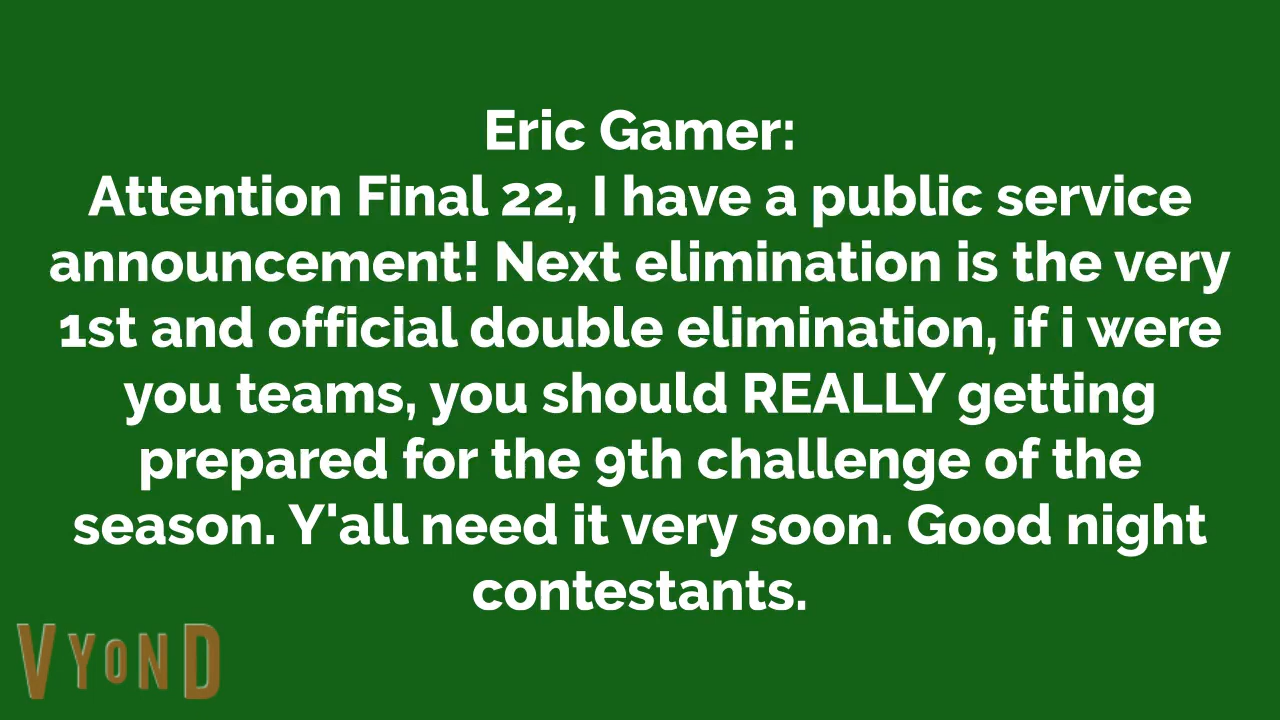 Eric Gamer:
Attention Final 22, I have a public service
announcement! Next elimination is the very
1st and official double elimination, if i were
you teams, you should REALLY getting
prepared for the 9th challenge of the
season. Y'all need it very soon. Good night
contestants.
VYOND